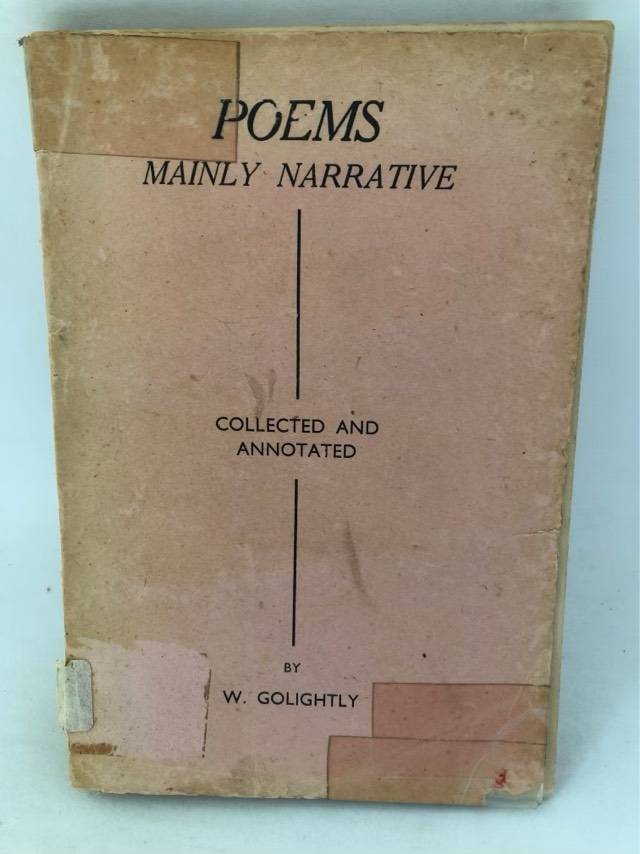 POEMS
MAINLY NARRATIVE
COLLECTED AND
ANNOTATED
BY
W. GOLIGHTLY